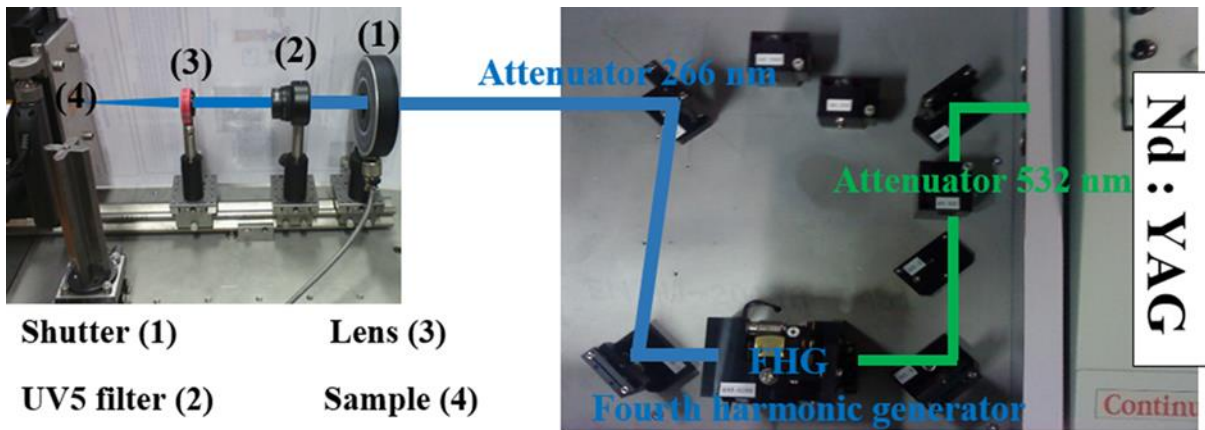 (1)
(2)
(3)
(4)
Attenuator 266 nm
Attenuator 532 nm
Nd : YAG
FHG
Fourth harmonic generator
Continu
Shutter (1) Lens (3)
UV5 filter (2) Sample (4)